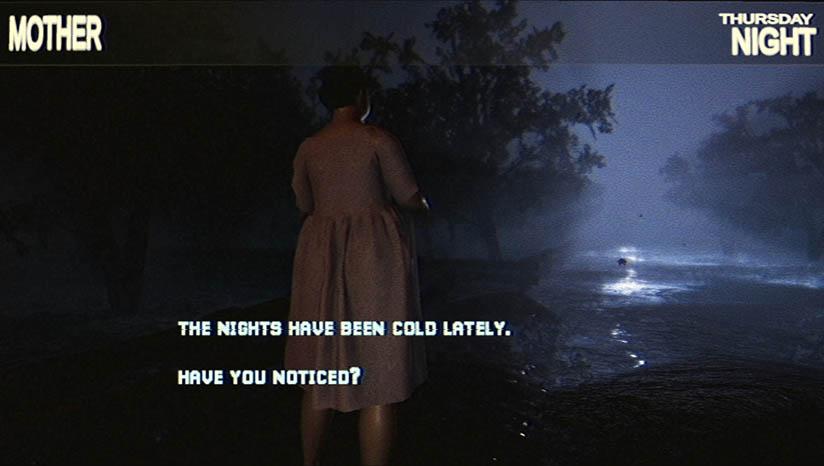 MOTHER
THURSDAY
NIGHT
THE NIGHTS HAVE BEEN COLD LATELY.
HAVE YOU NOTICED?